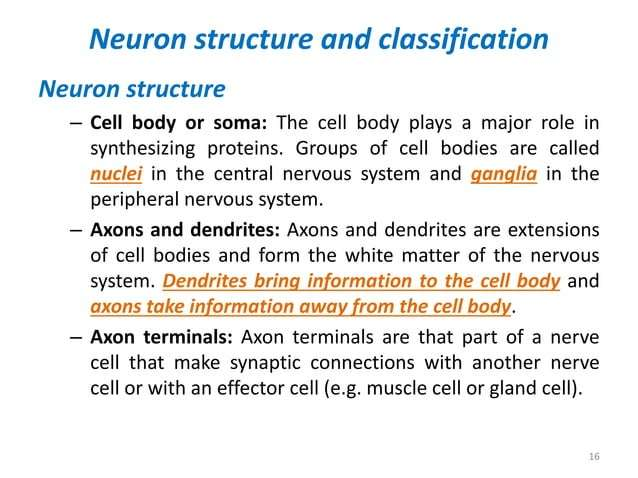 Neuron structure and classification
Neuron structure
– Cell body or soma: The cell body plays a major role in
synthesizing proteins. Groups of cell bodies are called
nuclei in the central nervous system and ganglia in the
peripheral nervous system.
– Axons and dendrites: Axons and dendrites are extensions
of cell bodies and form the white matter of the nervous
system. Dendrites bring information to the cell body and
axons take information away from the cell body.
– Axon terminals: Axon terminals are that part of a nerve
cell that make synaptic connections with another nerve
cell or with an effector cell (e.g. muscle cell or gland cell).
16